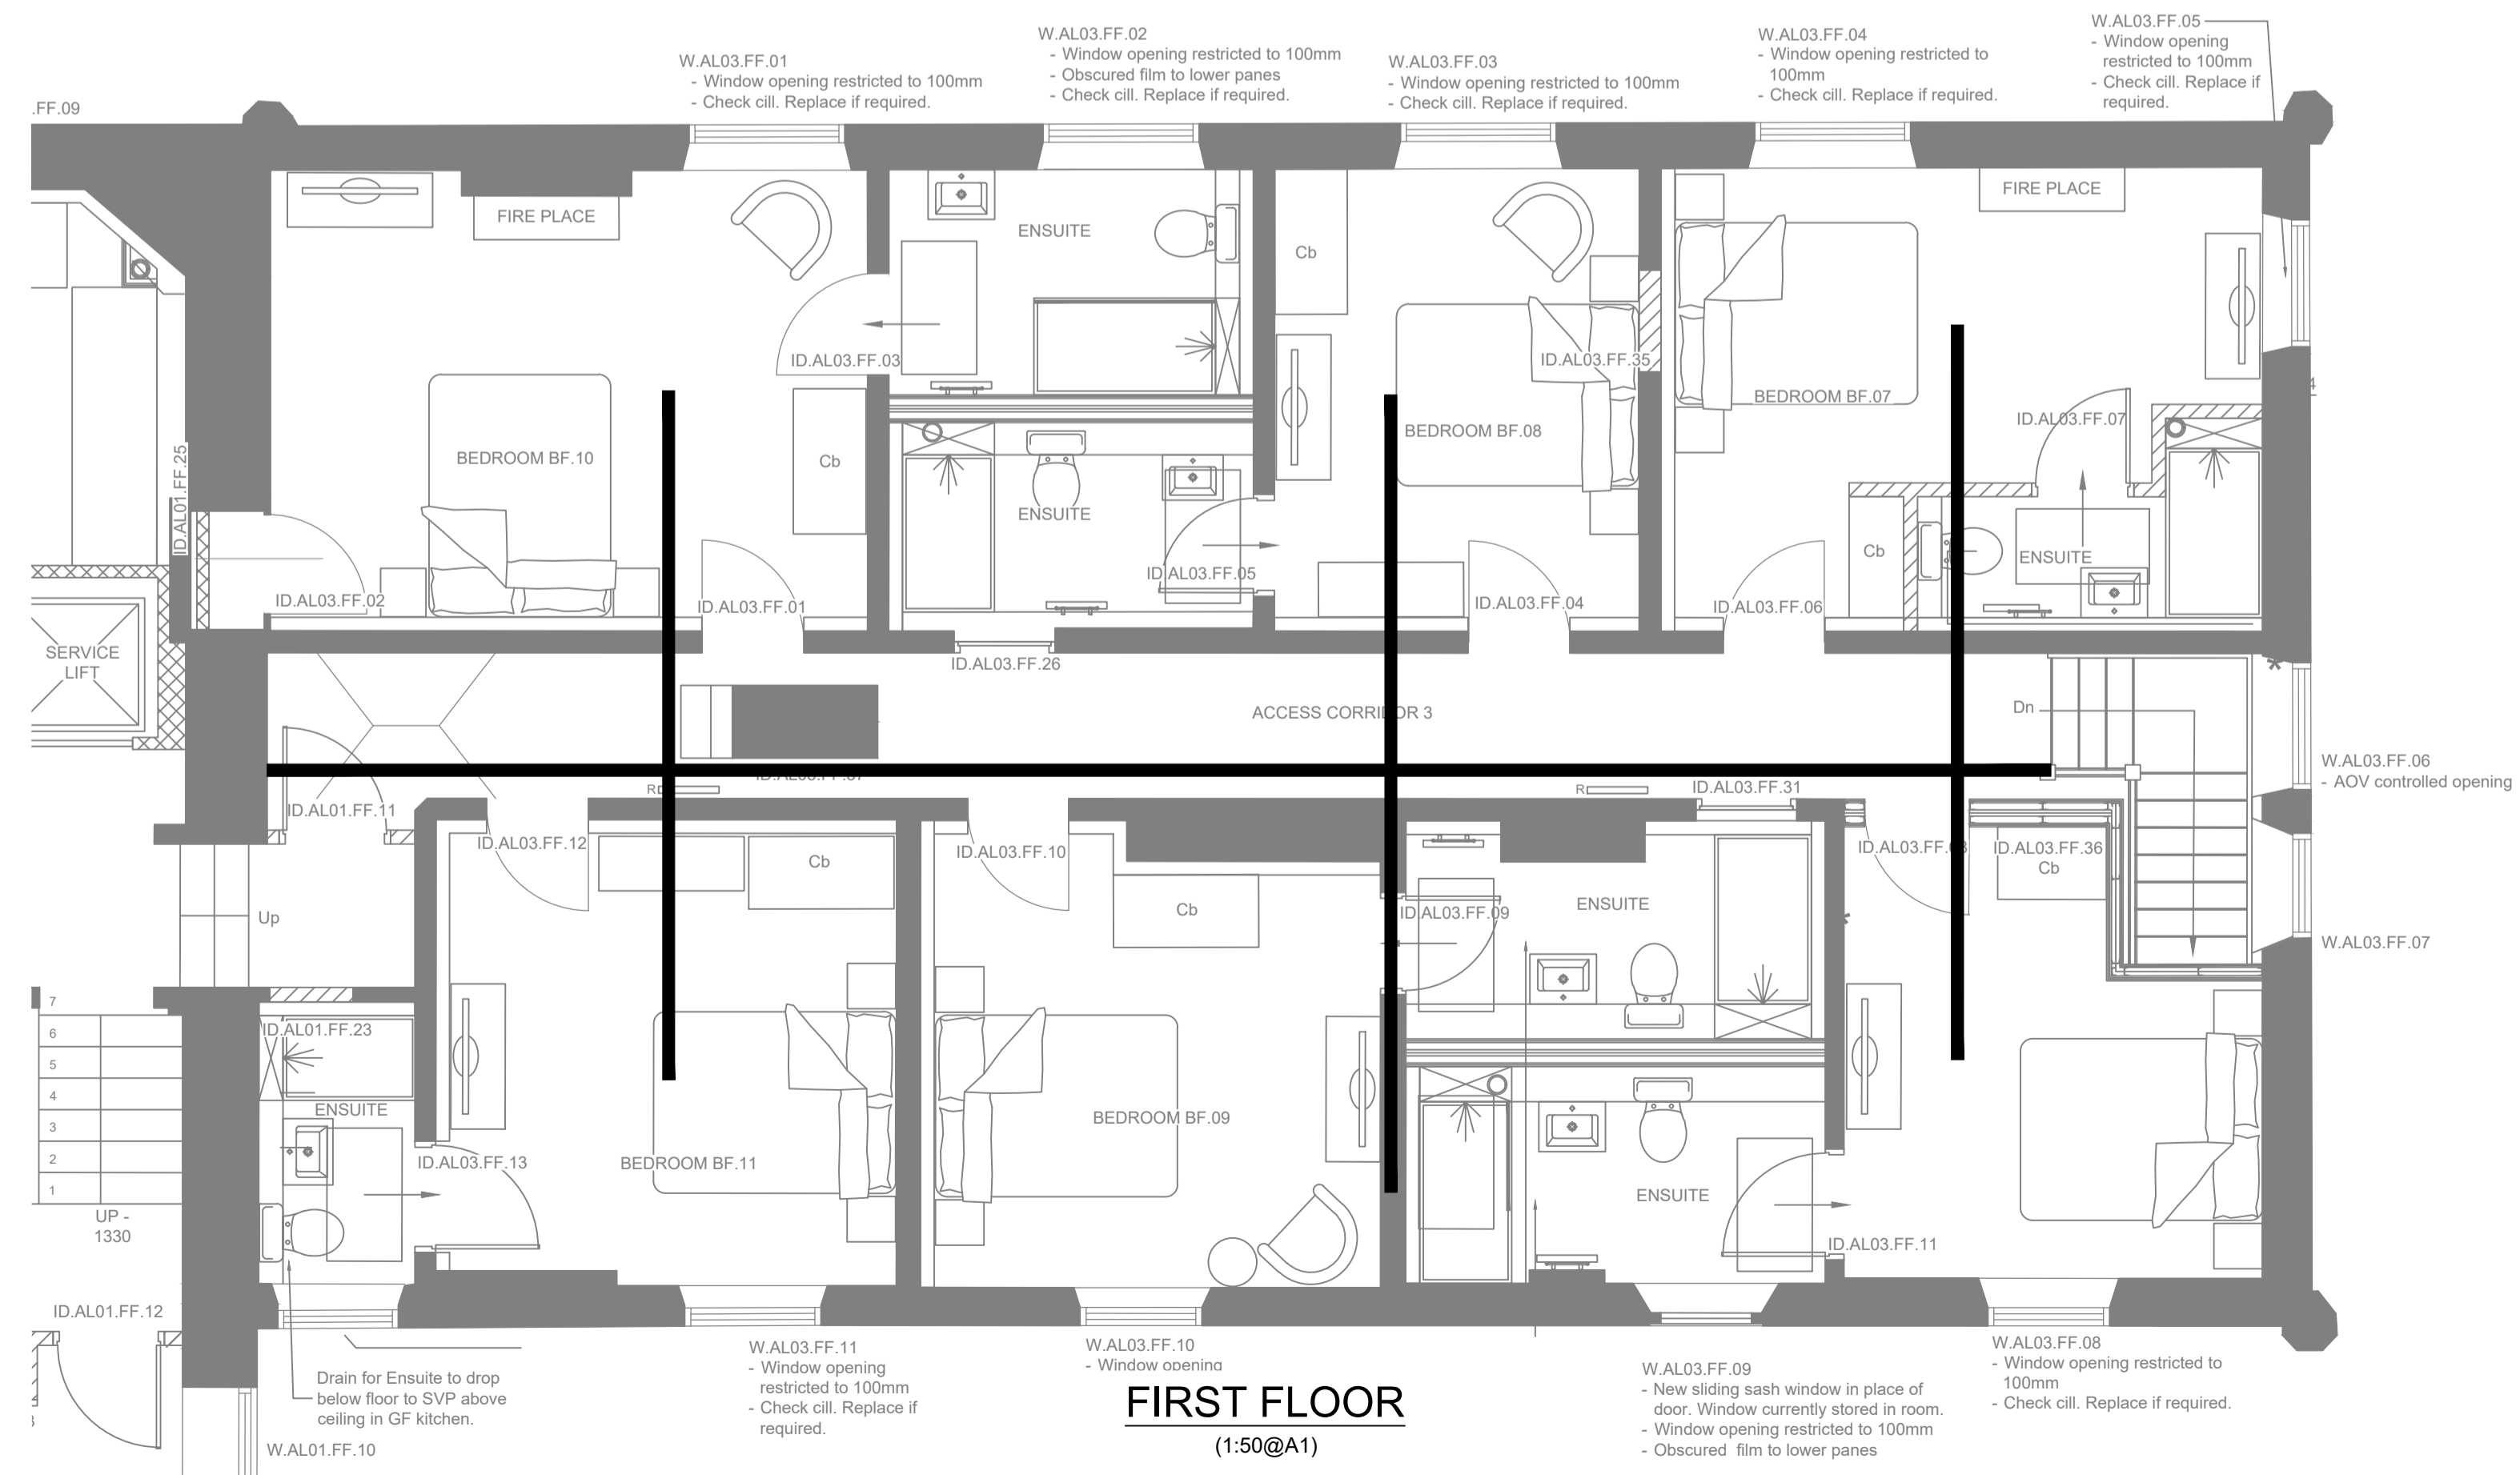 W.AL03.FF.01
- Window opening restricted to 100mm
- Check cill. Replace if required.
W.AL03.FF.02
- Window opening restricted to 100mm
- Obscured film to lower panes
- Check cill. Replace if required.
W.AL03.FF.03
- Window opening restricted to 100mm
- Check cill. Replace if required.
W.AL03.FF.04
- Window opening restricted to
100mm
- Check cill. Replace if required.
W.AL03.FF.05
- Window opening
restricted to 100mm
- Check cill. Replace if
required.
.FF.09
FIRE PLACE
ENSUITE
Cb
FIRE PLACE
ID.AL03.FF.03
ID.AL03.FF.35
BEDROOM BF.07
ID.AL03.FF.07
4
BEDROOM BF.10
Cb
BEDROOM BF.08
ID.AL01.FF.25
ENSUITE
Cb
ENSUITE
ID.AL03.FF.02
ID.AL03.FF.01
ID.AL03.FF.05
ID.AL03.FF.04
ID.AL03.FF.06
SERVICE
LIFT
ID.AL03.FF.26
ACCESS CORRIDOR 3
Dn
W.AL03.FF.06
- AOV controlled opening
R
R
ID.AL03.FF.31
ID.AL01.FF.11
ID.AL03.FF.12
Cb
ID.AL03.FF.10
ID.AL03.FF.08
ID.AL03.FF.36
Cb
Up
Cb
ID.AL03.FF.09
ENSUITE
W.AL03.FF.07
7
6
5
4
3
2
1
ID.AL01.FF.23
ENSUITE
ID.AL03.FF.13
BEDROOM BF.11
BEDROOM BF.09
ENSUITE
ID.AL03.FF.11
UP -
1330
ID.AL01.FF.12
Drain for Ensuite to drop
below floor to SVP above
ceiling in GF kitchen.
W.AL01.FF.10
W.AL03.FF.11
- Window opening
restricted to 100mm
- Check cill. Replace if
required.
W.AL03.FF.10
- Window opening
FIRST FLOOR
(1:50@A1)
W.AL03.FF.09
- New sliding sash window in place of
door. Window currently stored in room.
- Window opening restricted to 100mm
- Obscured film to lower panes
W.AL03.FF.08
- Window opening restricted to
100mm
- Check cill. Replace if required.